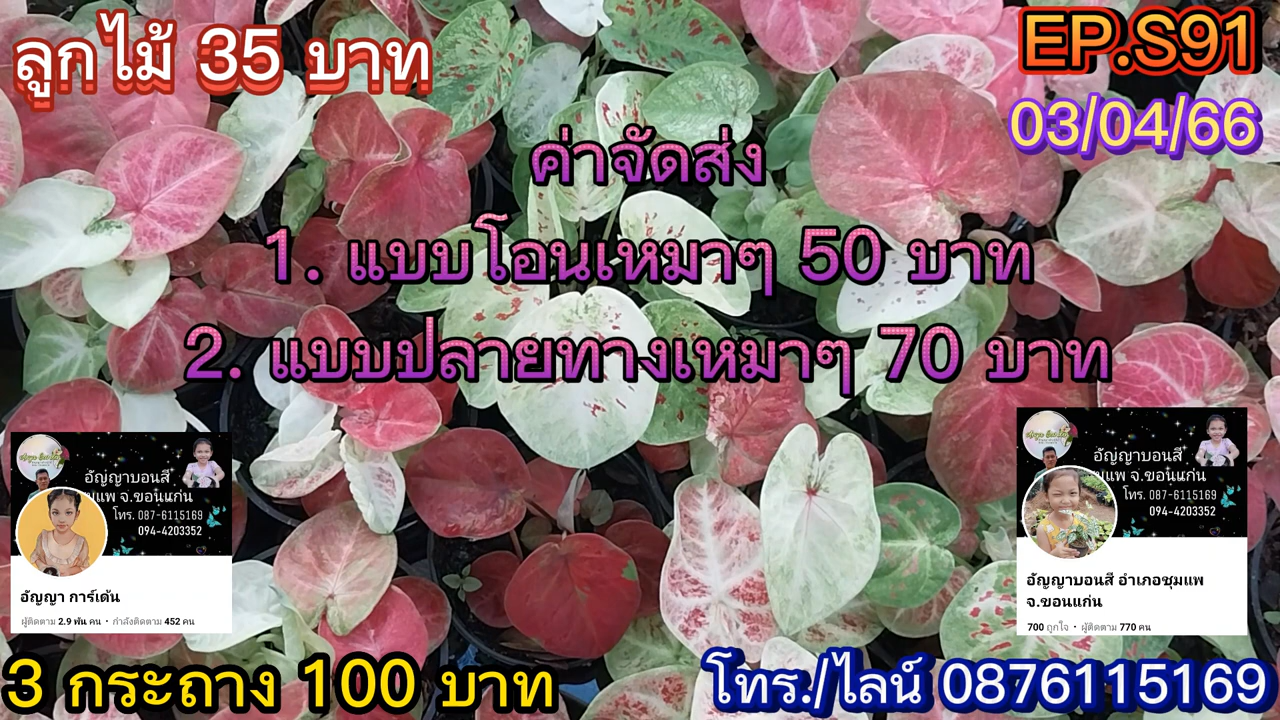 ลูกไม้ 35 บาท
EP.S91
03/04/66
ค่าจัดส่ง
1. แบบโอนเหมาๆ 50 บาท
2. แบบปลายทางเหมาๆ 70 บาท
อัญญาบอนสี
มแพ จ.ขอนแก่น
โทร. 087-6115169
094-4203352
อัญญา การ์เด้น
ผู้ติดตาม 2.9 พัน คน • กำลังติดตาม 452 คน
อัญญาบอนสี
มแพ จ.ขอนแก่น
โทร. 087-6115169
094-4203352
อัญญาบอนสี อำเภอชุมแพ
จ.ขอนแก่น
700 ถูกใจ • ผู้ติดตาม 770 คน
3 กระถาง 100 บาท
โทร./ไลน์ 0876115169